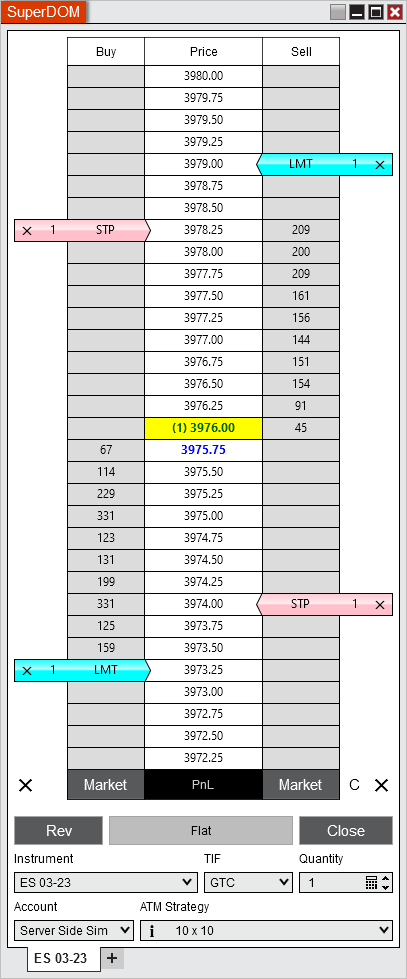 SuperDOM
Buy Price Sell
3980.00
3979.75
3979.50
3979.25
3979.00 LMT 1 ×
3978.75
3978.50
× 1 STP 3978.25 209
3978.00 200
3977.75 209
3977.50 161
3977.25 156
3977.00 144
3976.75 151
3976.50 154
3976.25 91
(1) 3976.00 45
67 3975.75
114 3975.50
229 3975.25
331 3975.00
123 3974.75
131 3974.50
199 3974.25
331 3974.00 STP 1 ×
125 3973.75
159 3973.50
× 1 LMT 3973.25
3973.00
3972.75
3972.50
3972.25
× Market PnL Market C ×
Rev Flat Close
Instrument TIF Quantity
ES 03-23 GTC 1
Account ATM Strategy
Server Side Sim i 10 x 10
ES 03-23 +